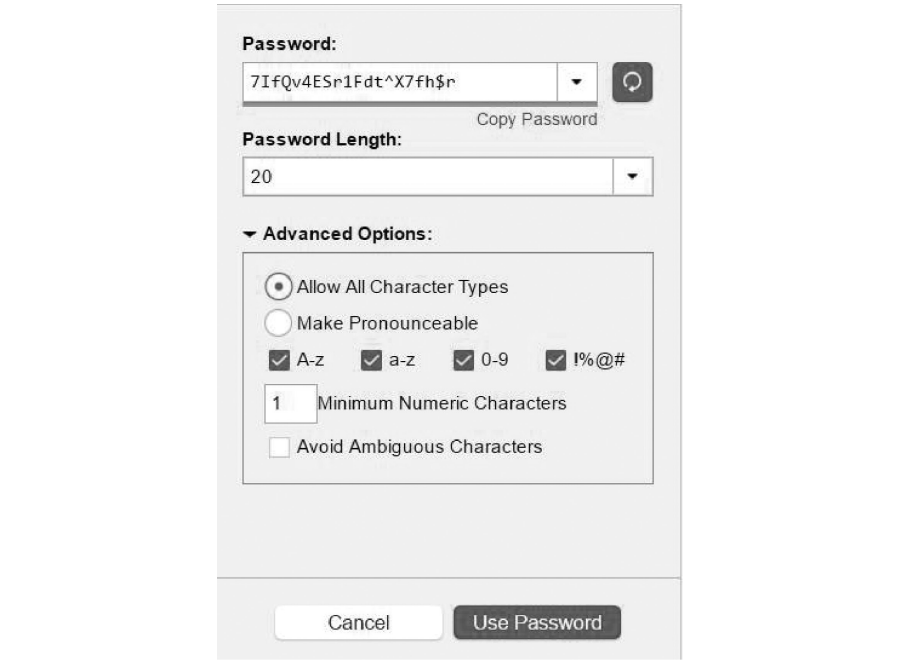 Password:
7IfQv4ESr1Fdt^X7fh$r
Copy Password
Password Length:
20
Advanced Options:
Allow All Character Types
Make Pronounceable
A-z a-z 0-9 !%@#
1 Minimum Numeric Characters
Avoid Ambiguous Characters
Cancel Use Password